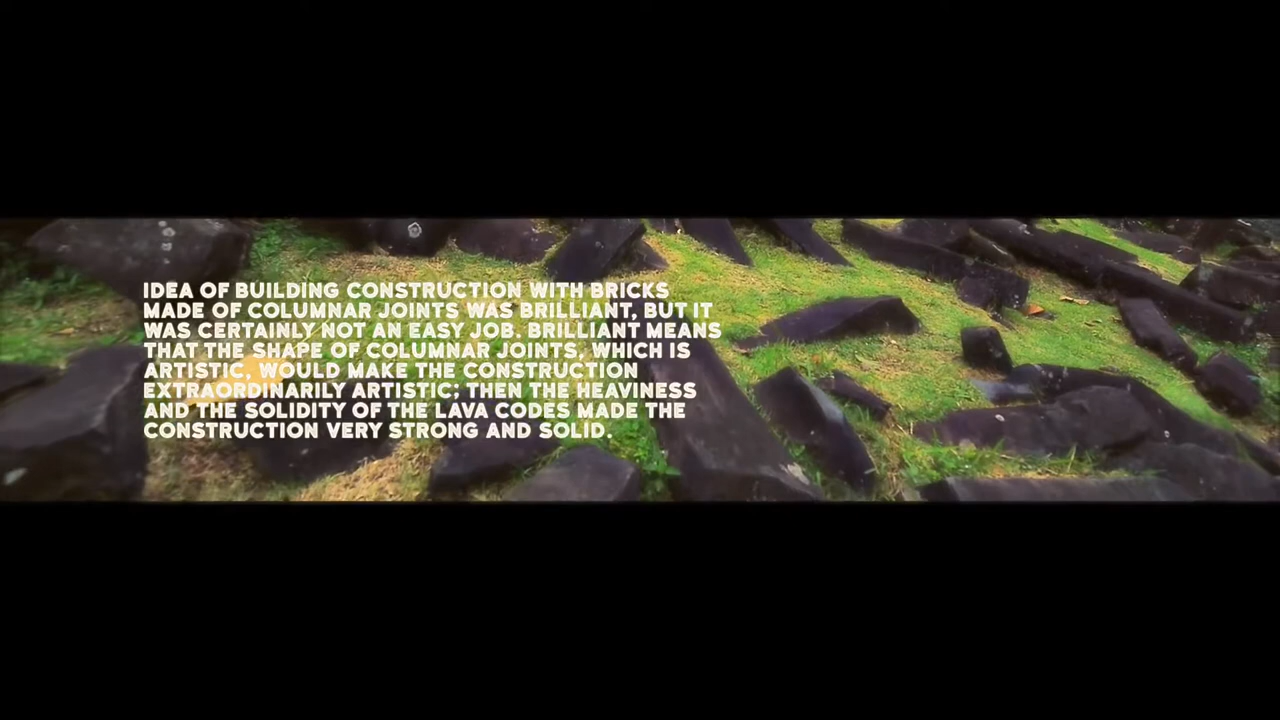 IDEA OF BUILDING CONSTRUCTION WITH BRICKS
MADE OF COLUMNAR JOINTS WAS BRILLIANT, BUT IT
WAS CERTAINLY NOT AN EASY JOB. BRILLIANT MEANS
THAT THE SHAPE OF COLUMNAR JOINTS, WHICH IS
ARTISTIC, WOULD MAKE THE CONSTRUCTION
EXTRAORDINARILY ARTISTIC; THEN THE HEAVINESS
AND THE SOLIDITY OF THE LAVA CODES MADE THE
CONSTRUCTION VERY STRONG AND SOLID.